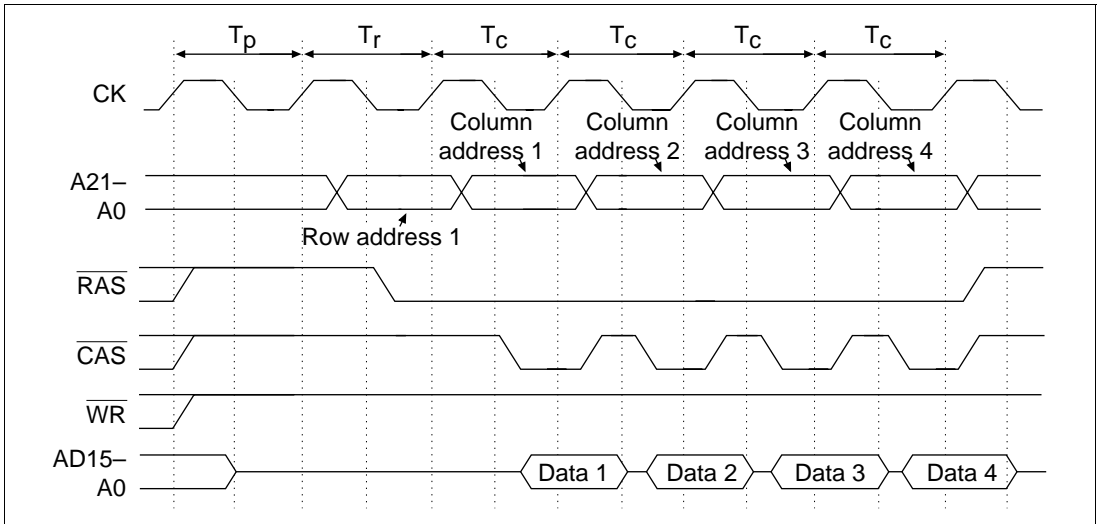 Tp Tr Tc Tc Tc Tc
CK
Column address 1
Column address 2
Column address 3
Column address 4
A21–
A0
Row address 1
RAS
CAS
WR
AD15–
A0
Data 1 Data 2 Data 3 Data 4